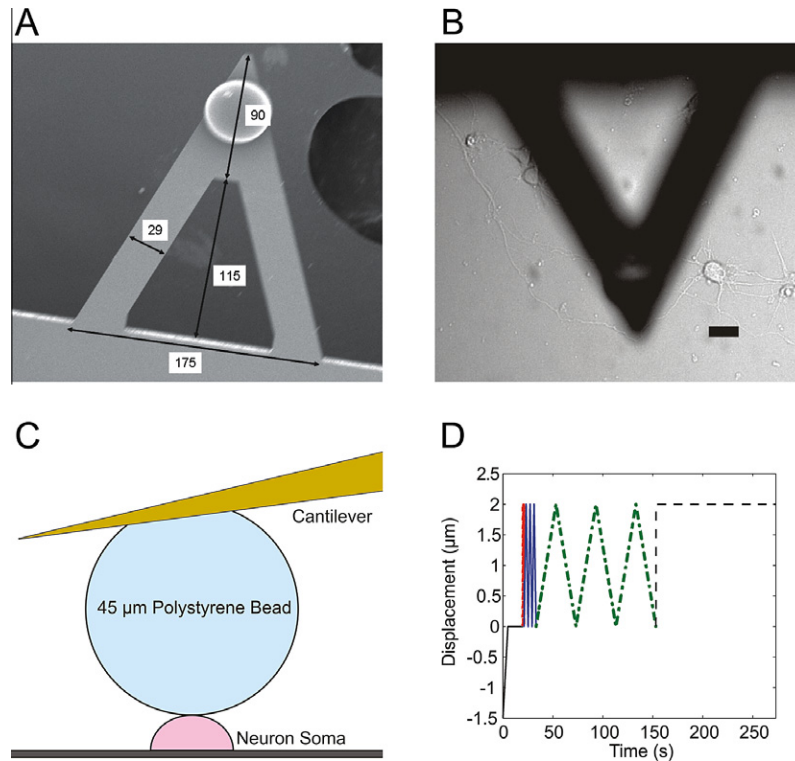 A
B
90
29
115
175
C
D
Cantilever
45 µm Polystyrene Bead
Neuron Soma
Displacement (µm)
2.5
2
1.5
1
0.5
0
-0.5
-1
-1.5
0 50 100 150 200 250
Time (s)